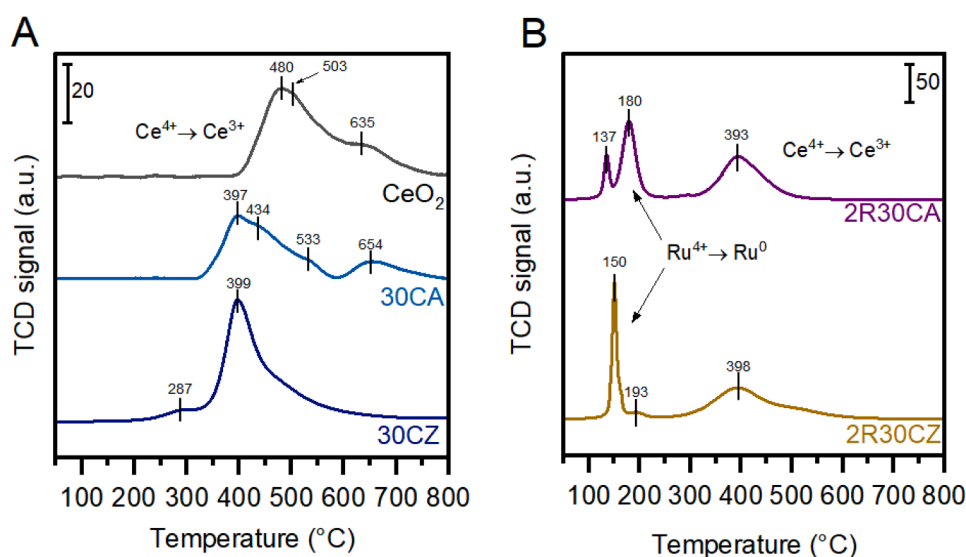 A
20
480
503
Ce⁴⁺→ Ce³⁺
635
CeO₂
397
434
533
654
30CA
399
287
30CZ
TCD signal (a.u.)
100 200 300 400 500 600 700 800
Temperature (°C)
B
50
180
137
393
Ce⁴⁺→ Ce³⁺
2R30CA
Ru⁴⁺→ Ru⁰
150
193
398
2R30CZ
TCD signal (a.u.)
100 200 300 400 500 600 700 800
Temperature (°C)